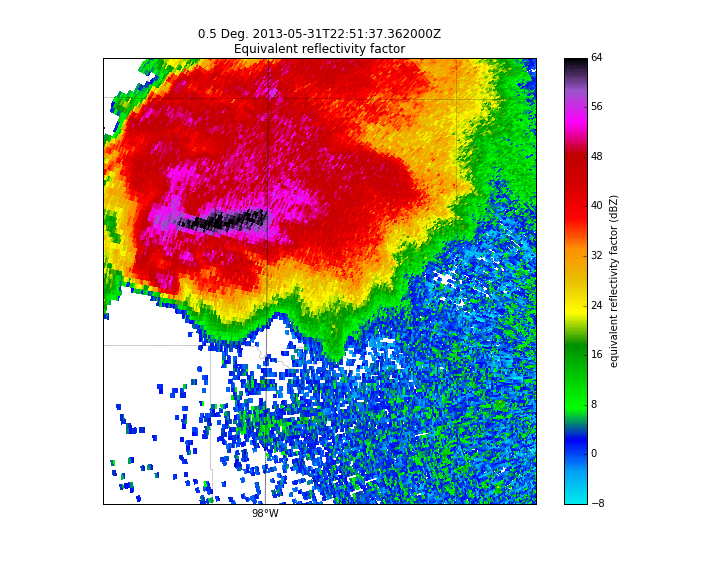 0.5 Deg. 2013-05-31T22:51:37.362000Z
Equivalent reflectivity factor
64
56
48
40
32
24
16
8
0
−8
equivalent reflectivity factor (dBZ)
98°W